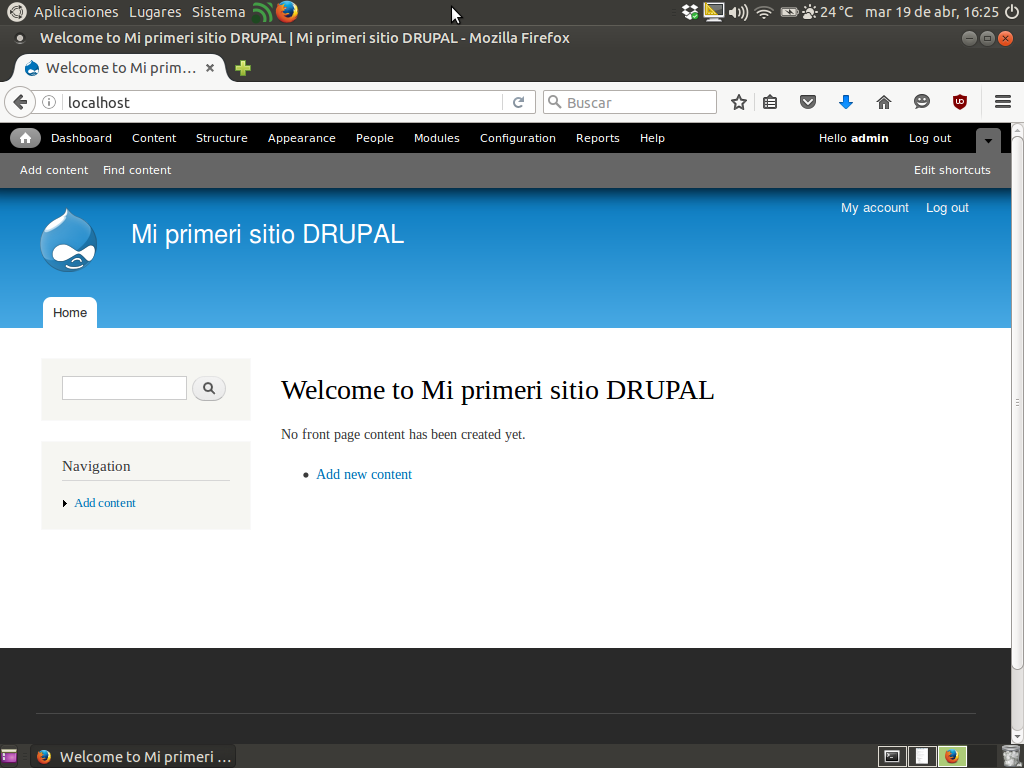 Aplicaciones Lugares Sistema 24 °C mar 19 de abr, 16:25
Welcome to Mi primeri sitio DRUPAL | Mi primeri sitio DRUPAL - Mozilla Firefox
Welcome to Mi prim...
localhost Buscar
Dashboard Content Structure Appearance People Modules Configuration Reports Help Hello admin Log out
Add content Find content Edit shortcuts
My account Log out
Mi primeri sitio DRUPAL
Home
Welcome to Mi primeri sitio DRUPAL
No front page content has been created yet.
Add new content
Navigation
Add content
Welcome to Mi primeri ...